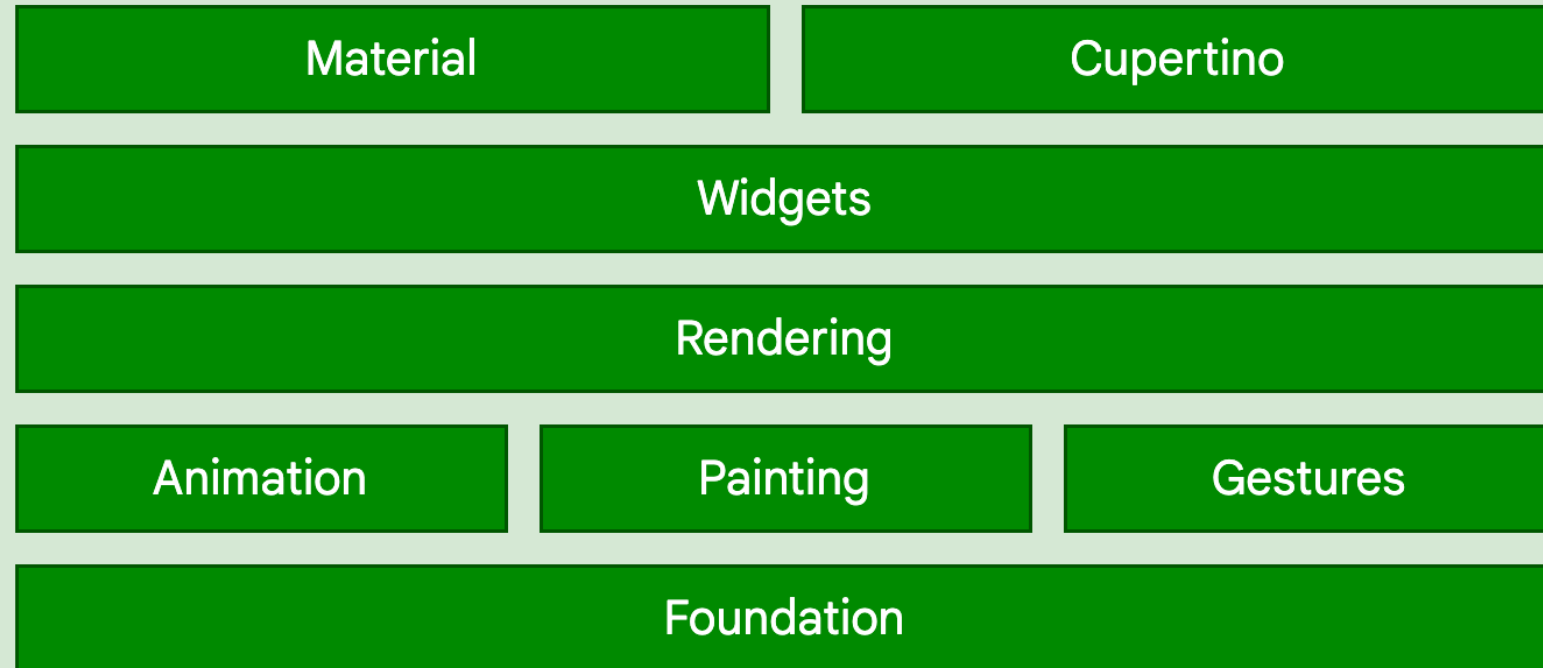 Material Cupertino
Widgets
Rendering
Animation Painting Gestures
Foundation